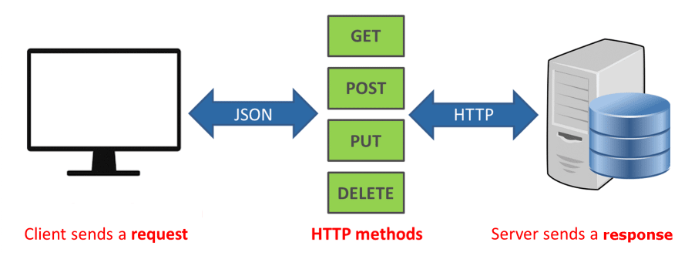 GET
POST
JSON
HTTP
PUT
DELETE
Client sends a request
HTTP methods
Server sends a response